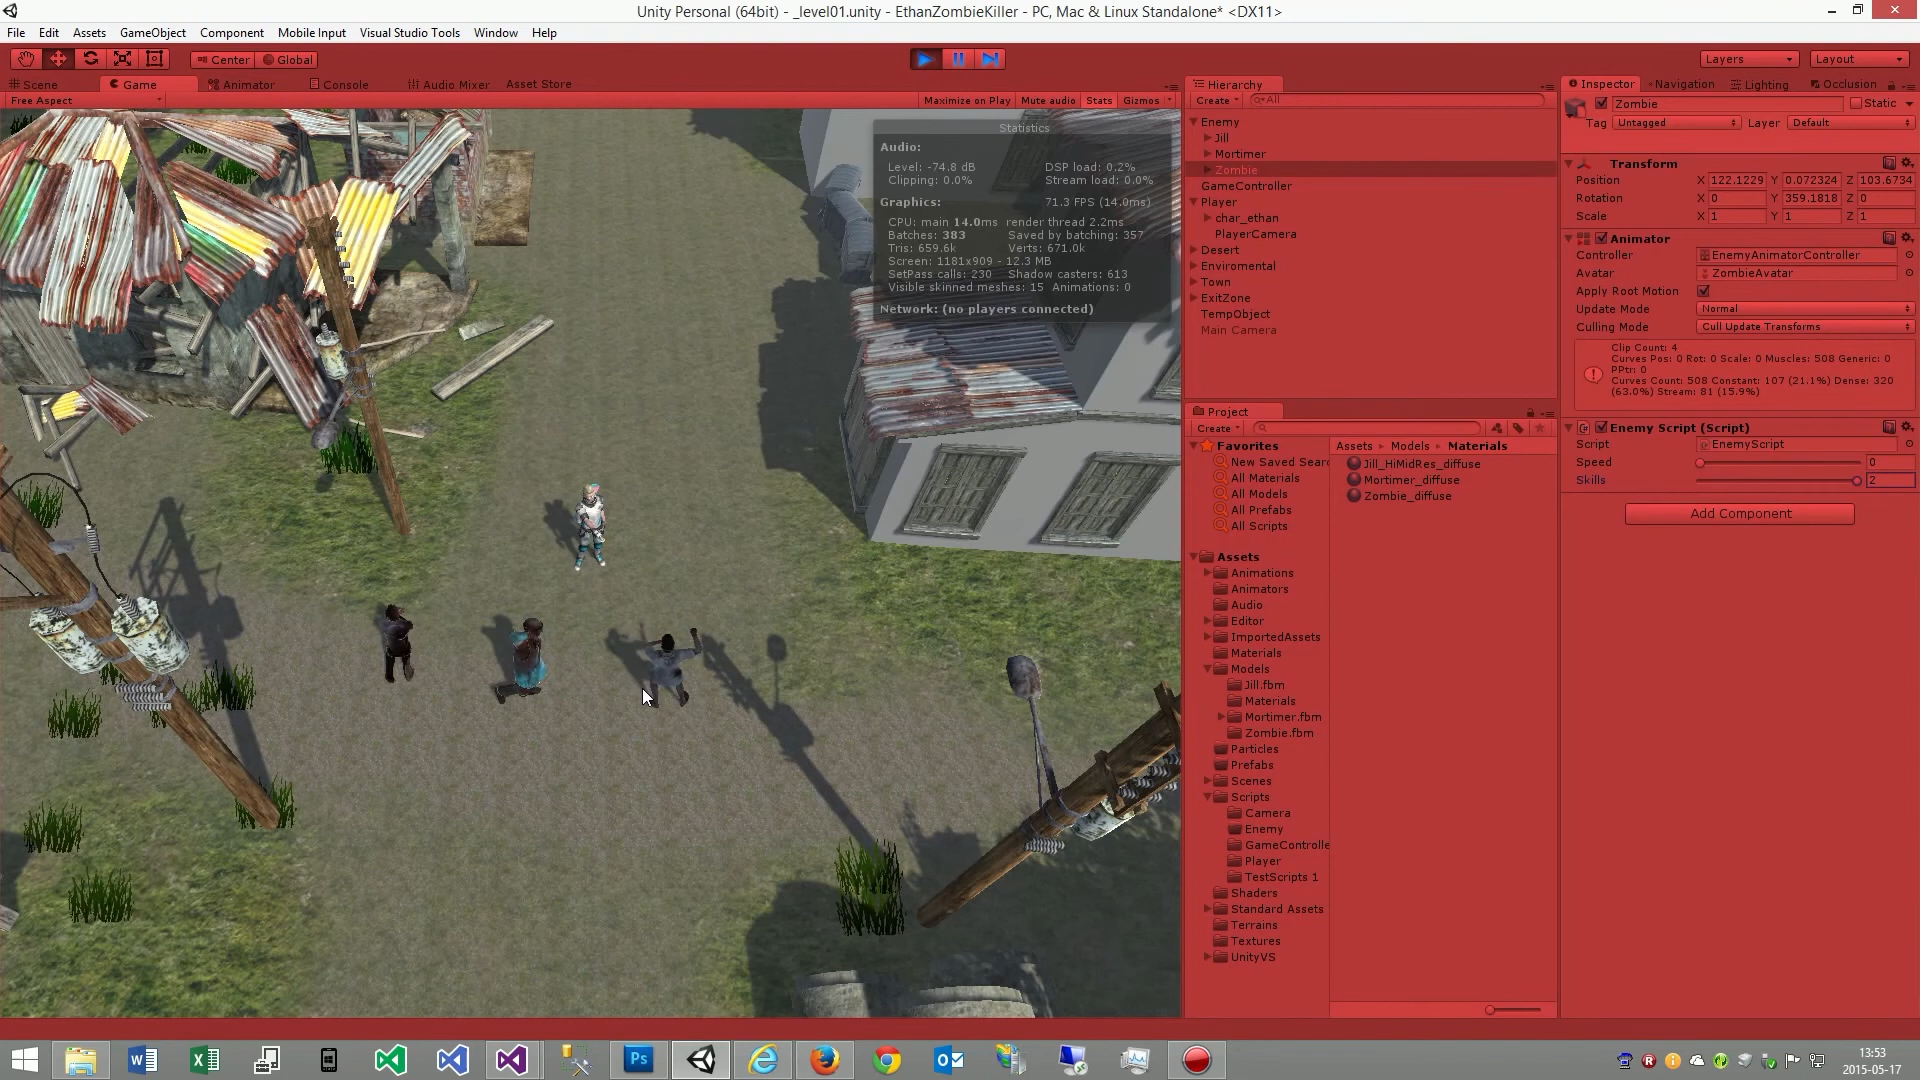 Unity Personal (64bit) - _level01.unity - EthanZombieKiller - PC, Mac & Linux Standalone* <DX11>
File Edit Assets GameObject Component Mobile Input Visual Studio Tools Window Help
Center Global Layers Layout
Scene Game Animator Console Audio Mixer Asset Store
Free Aspect Maximize on Play Mute audio Stats Gizmos
Statistics
Audio:
Level: -74.8 dB DSP load: 0.2%
Clipping: 0.0% Stream load: 0.0%
Graphics: 71.3 FPS (14.0ms)
CPU: main 14.0ms render thread 2.2ms
Batches: 383 Saved by batching: 357
Tris: 659.6k Verts: 671.0k
Screen: 1181x909 - 12.3 MB
SetPass calls: 230 Shadow casters: 613
Visible skinned meshes: 15 Animations: 0
Network: (no players connected)
Hierarchy
Create All
Enemy
Jill
Mortimer
Zombie
GameController
Player
char_ethan
PlayerCamera
Desert
Enviromental
Town
ExitZone
TempObject
Main Camera
Project
Create
Favorites
New Saved Sear
All Materials
All Models
All Prefabs
All Scripts
Assets
Animations
Animators
Audio
Editor
ImportedAssets
Materials
Models
Jill.fbm
Materials
Mortimer.fbm
Zombie.fbm
Particles
Prefabs
Scenes
Scripts
Camera
Enemy
GameControlle
Player
TestScripts 1
Shaders
Standard Assets
Terrains
Textures
UnityVS
Assets Models Materials
Jill_HiMidRes_diffuse
Mortimer_diffuse
Zombie_diffuse
Inspector Navigation Lighting Occlusion
Zombie Static
Tag Untagged Layer Default
Transform
Position X 122.1229 Y 0.072324 Z 103.6734
Rotation X 0 Y 359.1818 Z 0
Scale X 1 Y 1 Z 1
Animator
Controller EnemyAnimatorController
Avatar ZombieAvatar
Apply Root Motion
Update Mode Normal
Culling Mode Cull Update Transforms
Clip Count: 4
Curves Pos: 0 Rot: 0 Scale: 0 Muscles: 508 Generic: 0
PPtr: 0
Curves Count: 508 Constant: 107 (21.1%) Dense: 320
(63.0%) Stream: 81 (15.9%)
Enemy Script (Script)
Script EnemyScript
Speed 0
Skills 2
Add Component
Ps
13:53
2015-05-17